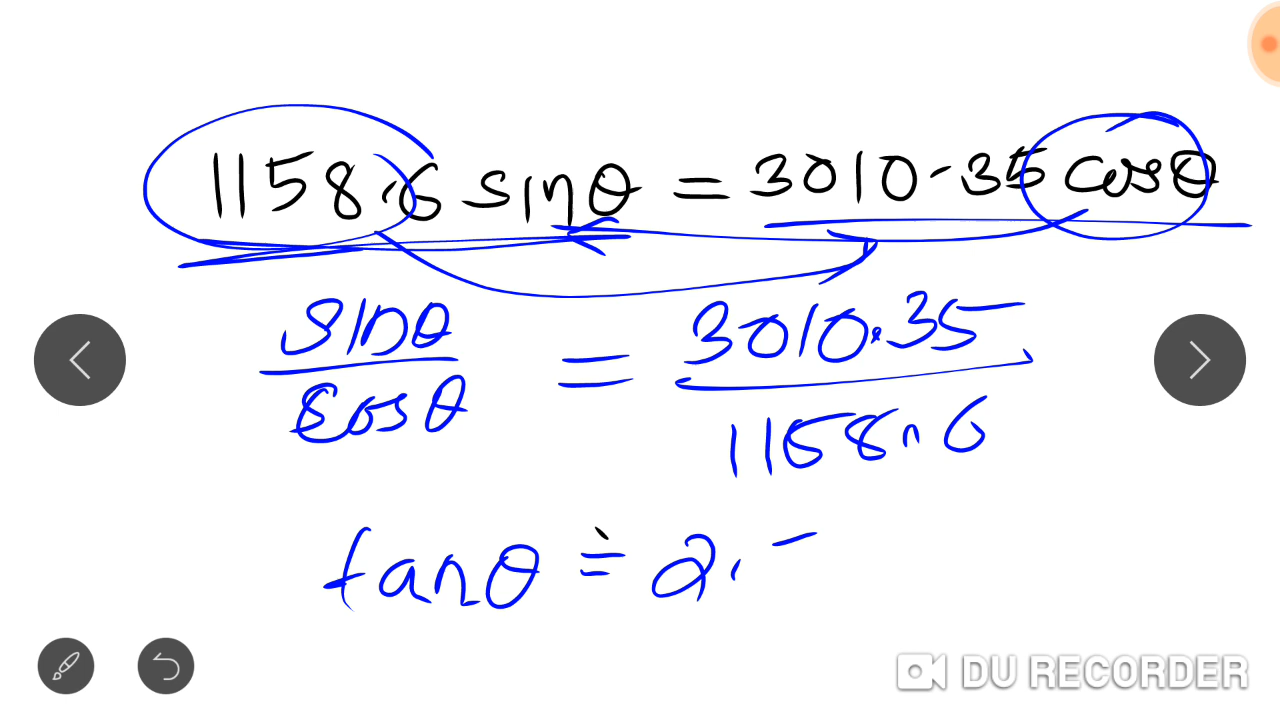 1158.6 sinθ = 3010.35 cosθ
sinθ/cosθ = 3010.35/1158.6
tanθ = 2.
DU RECORDER